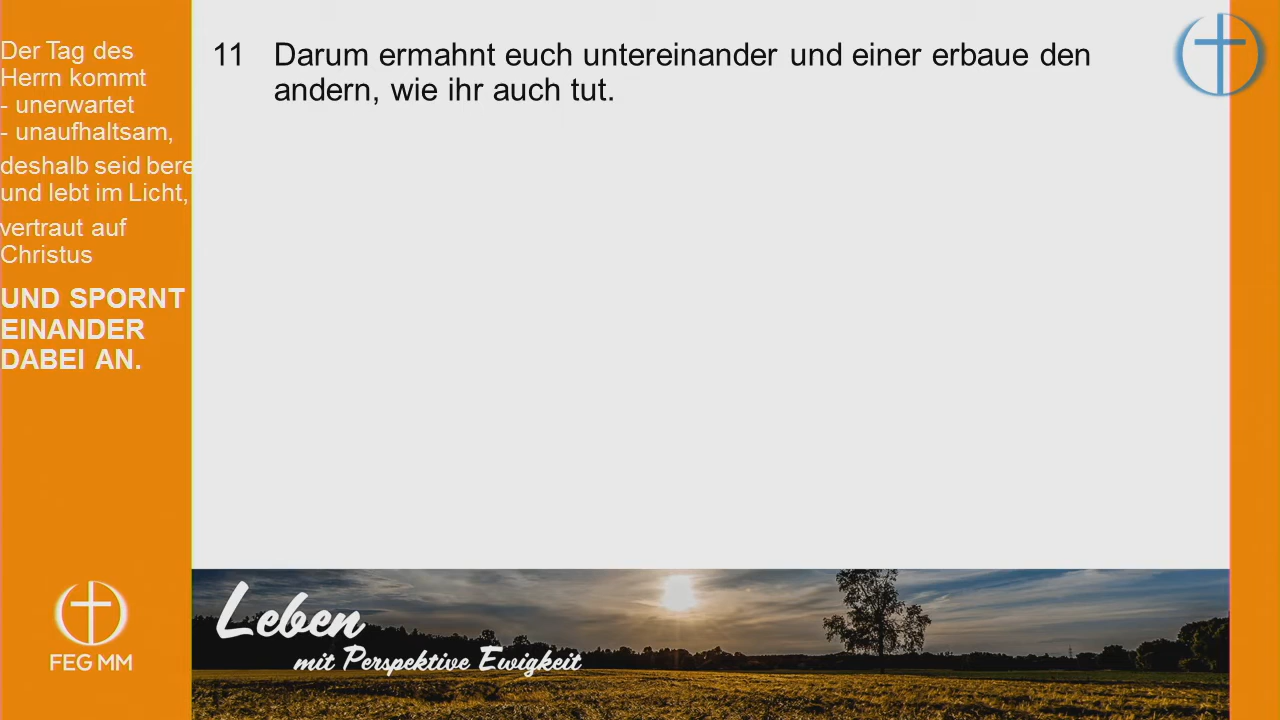 Der Tag des
Herrn kommt
- unerwartet
- unaufhaltsam,
deshalb seid bere
und lebt im Licht,
vertraut auf
Christus
UND SPORNT
EINANDER
DABEI AN.
FEG MM
11 Darum ermahnt euch untereinander und einer erbaue den
andern, wie ihr auch tut.
Leben
mit Perspektive Ewigkeit